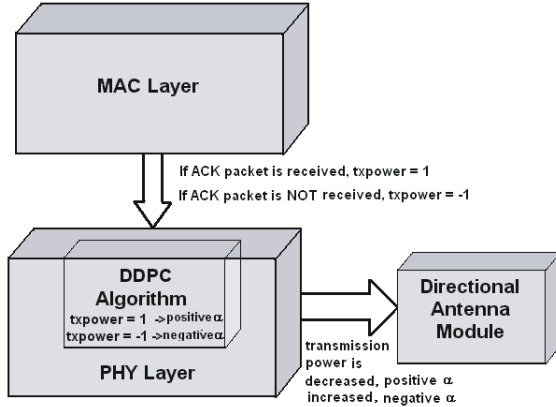 MAC Layer
If ACK packet is received, txpower = 1
If ACK packet is NOT received, txpower = -1
DDPC
Algorithm
txpower = 1 ->positive α
txpower = -1 ->negative α
PHY Layer
Directional
Antenna
Module
transmission
power is
decreased, positive α
increased, negative α